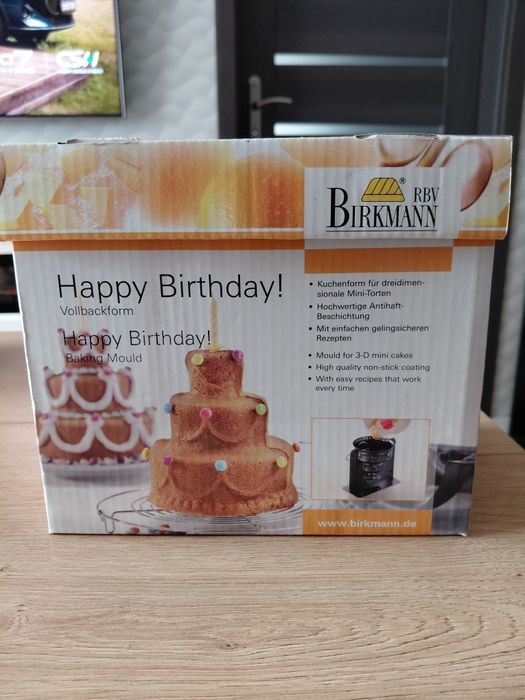 CSH
RBV
BIRKMANN
®
Happy Birthday!
Vollbackform
Happy Birthday!
Baking Mould
• Kuchenform für dreidimen-
sionale Mini-Torten
• Hochwertige Antihaft-
Beschichtung
• Mit einfachen gelingsicheren
Rezepten
• Mould for 3-D mini cakes
• High quality non-stick coating
• With easy recipes that work
every time
www.birkmann.de